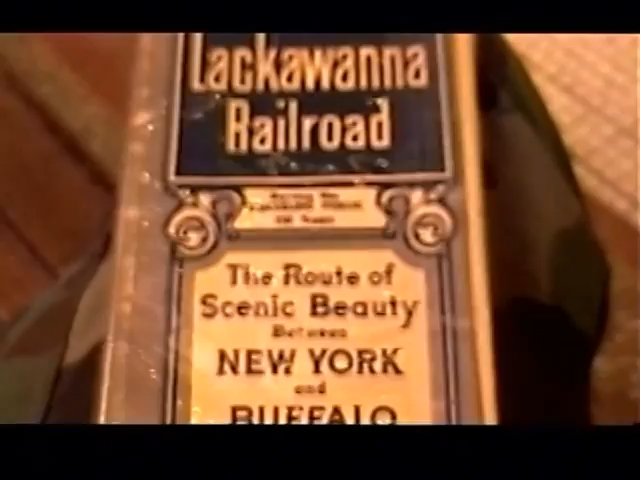 Lackawanna
Railroad
The Route of
Scenic Beauty
Between
NEW YORK
and
BUFFALO